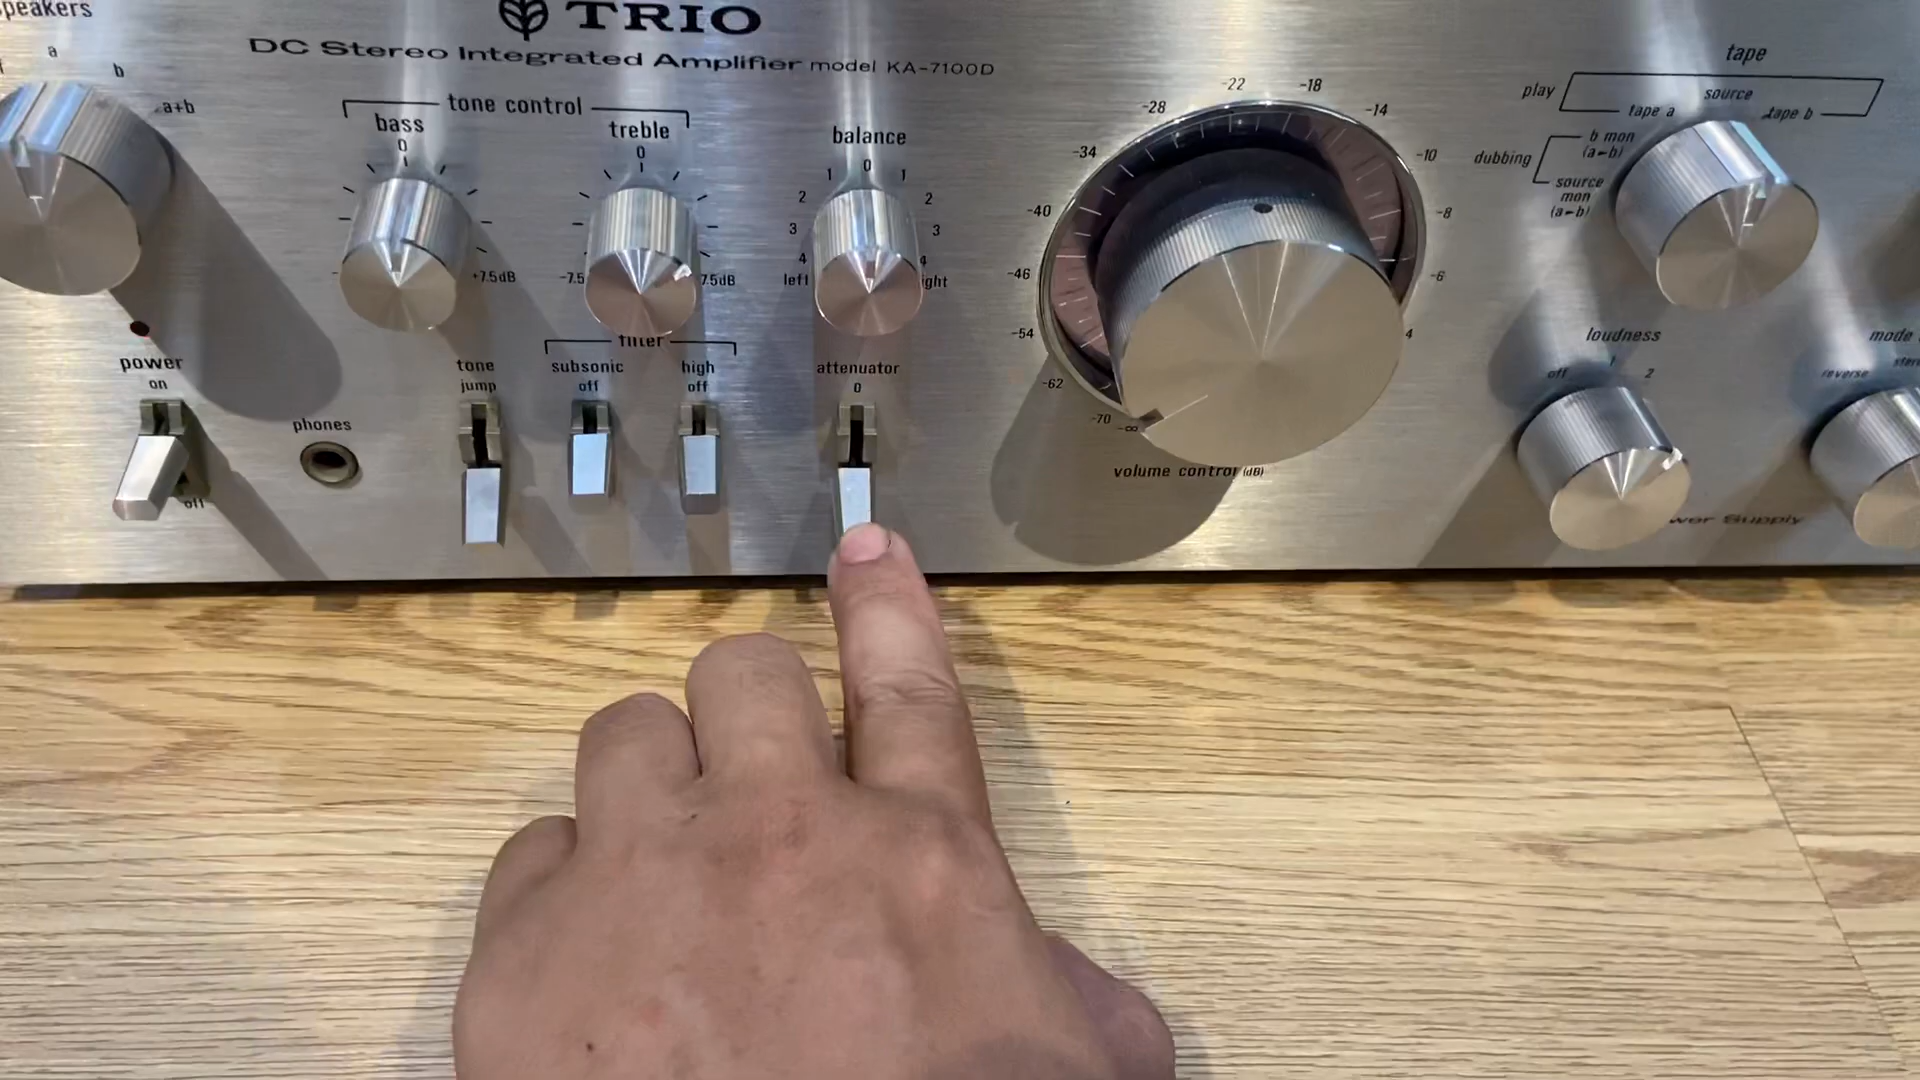 speakers
a
b
a+b
TRIO
DC Stereo Integrated Amplifier model KA-7100D
tone control
bass
0
+7.5dB
treble
0
-7.5
7.5dB
balance
0
1 1
2 2
3 3
4 4
left
ight
-∞
-70
-62
-54
-46
-40
-34
-28
-22
-18
-14
-10
-8
-6
4
volume control (dB)
tape
play
source
tape a
tape b
dubbing
b mon
(a►b)
source
mon
(a►b)
power
on
off
phones
tone
jump
filter
subsonic
off
high
off
attenuator
0
loudness
off
1
2
mode
reverse
wer Supply